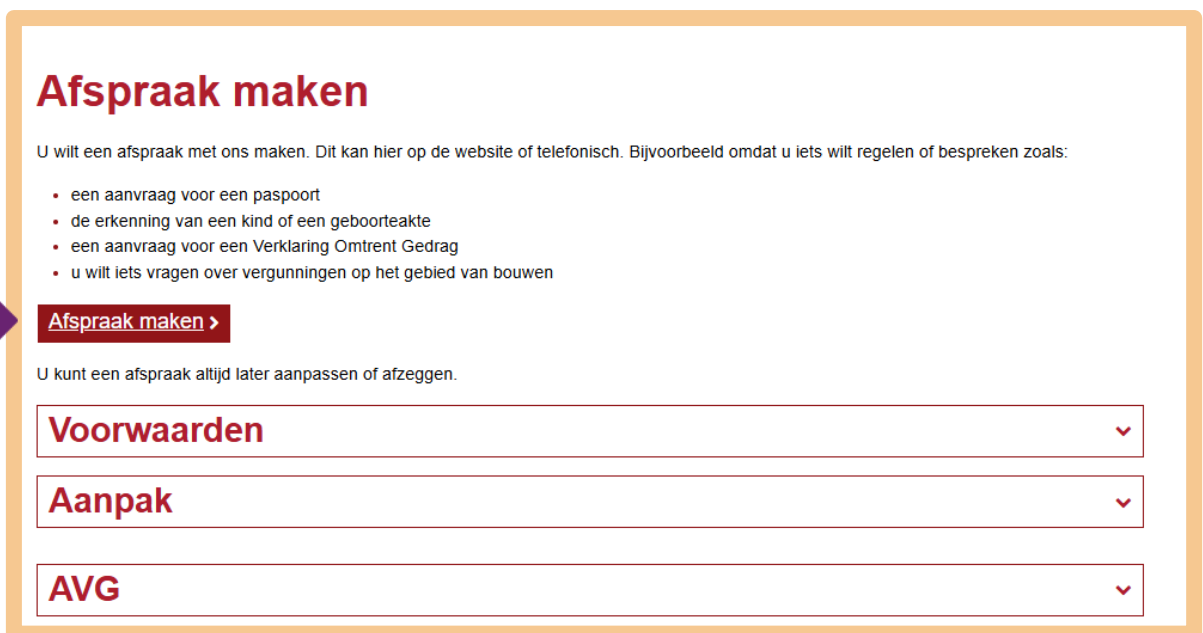 Afspraak maken
U wilt een afspraak met ons maken. Dit kan hier op de website of telefonisch. Bijvoorbeeld omdat u iets wilt regelen of bespreken zoals:
• een aanvraag voor een paspoort
• de erkenning van een kind of een geboorteakte
• een aanvraag voor een Verklaring Omtrent Gedrag
• u wilt iets vragen over vergunningen op het gebied van bouwen
Afspraak maken
U kunt een afspraak altijd later aanpassen of afzeggen.
Voorwaarden
Aanpak
AVG